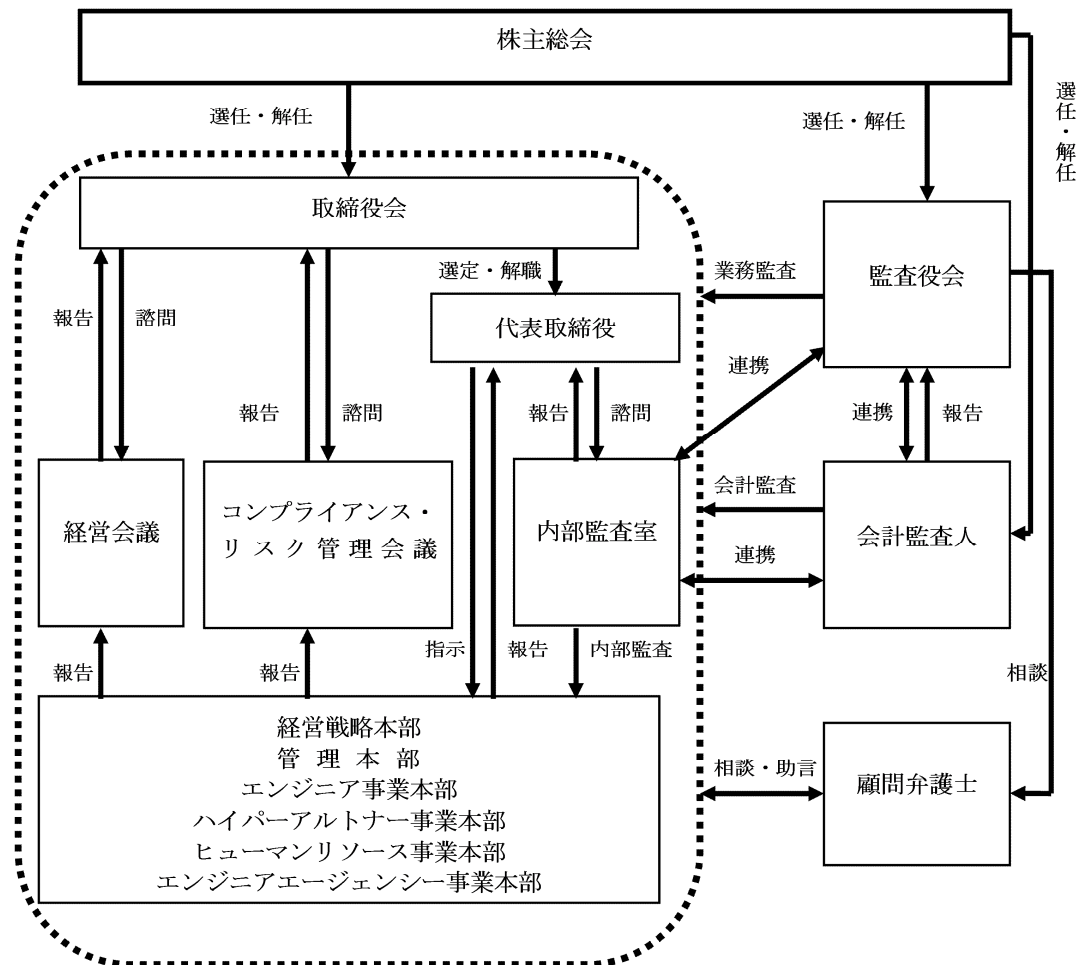 株主総会
選任・解任
選任・解任
選任・解任
取締役会
監査役会
選定・解職
業務監査
代表取締役
報告
諮問
連携
報告
諮問
報告
諮問
連携
報告
経営会議
コンプライアンス・
リスク管理会議
内部監査室
会計監査
会計監査人
連携
報告
報告
指示
報告
内部監査
相談
経営戦略本部
管理本部
エンジニア事業本部
ハイパーアルトナー事業本部
ヒューマンリソース事業本部
エンジニアエージェンシー事業本部
相談・助言
顧問弁護士